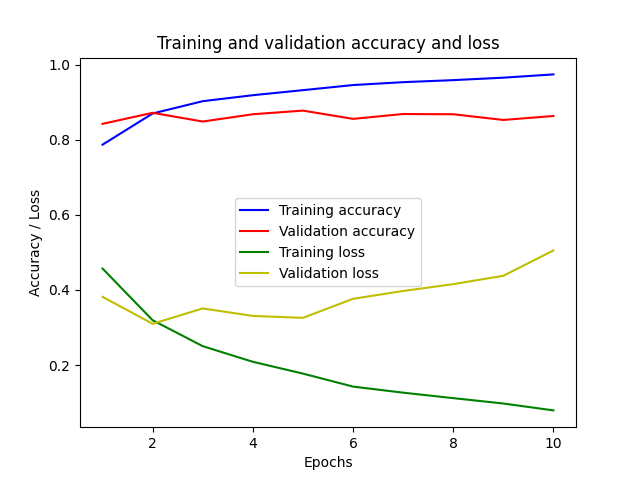 Training and validation accuracy and loss
1.0
0.8
0.6
0.4
0.2
Accuracy / Loss
Training accuracy
Validation accuracy
Training loss
Validation loss
2 4 6 8 10
Epochs